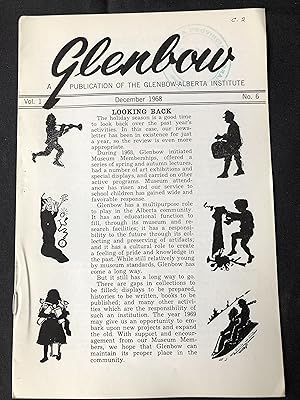 C. 2
Glenbow
A PUBLICATION OF THE GLENBOW-ALBERTA INSTITUTE
Vol. 1 December 1968 No. 6
LOOKING BACK
The holiday season is a good time
to look back over the past year's
activities. In this case, our news-
letter has been in existence for just
a year, so the review is even more
appropriate.
During 1968, Glenbow initiated
Museum Memberships, offered a
series of spring and autumn events,
had a number of art exhibitions and
special displays, and carried on other
active programs. Museum attend-
ance has risen and our service to
school children has gained wide and
favorable response.
Glenbow has a multipurpose role
to play in the Alberta community.
It has an educational function to
fill, through its museum and re-
search facilities; it has a responsi-
bility to the future through its col-
lecting and preserving of artifacts;
and it has a cultural role to create
a feeling of pride and knowledge in
the past. While still relatively young
by museum standards, Glenbow has
come a long way.
But it still has a long way to go.
There are gaps in collections to
be filled; displays to be prepared,
histories to be written, books to be
published; and many other activi-
ties which are the responsibility of
such an institution. The year 1969
may give us an opportunity to em-
bark upon new projects and expand
the old. With support and encour-
agement from our Museum Mem-
bers, we hope that Glenbow can
maintain its proper place in the
community.